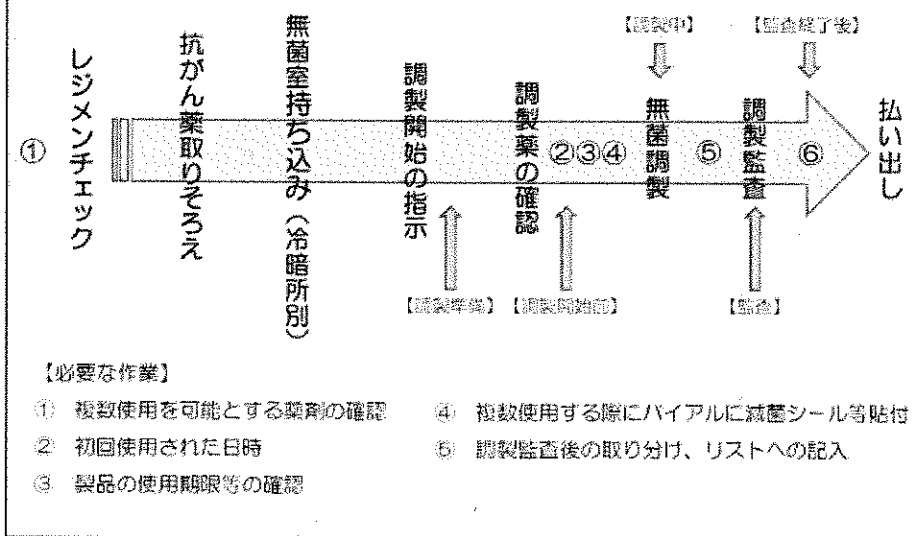 【調製中】
【監査終了後】
①
レジメンチェック
抗がん薬取りそろえ
無菌室持ち込み（冷暗所別）
調製開始の指示
調製薬の確認
②③④
無菌調製
⑤
調製監査
⑥
払い出し
【調製準備】
【調製開始前】
【監査】
【必要な作業】
① 複数使用を可能とする薬剤の確認
② 初回使用された日時
③ 製品の使用期限等の確認
④ 複数使用する際にバイアルに滅菌シール等貼付
⑥ 調製監査後の取り分け、リストへの記入